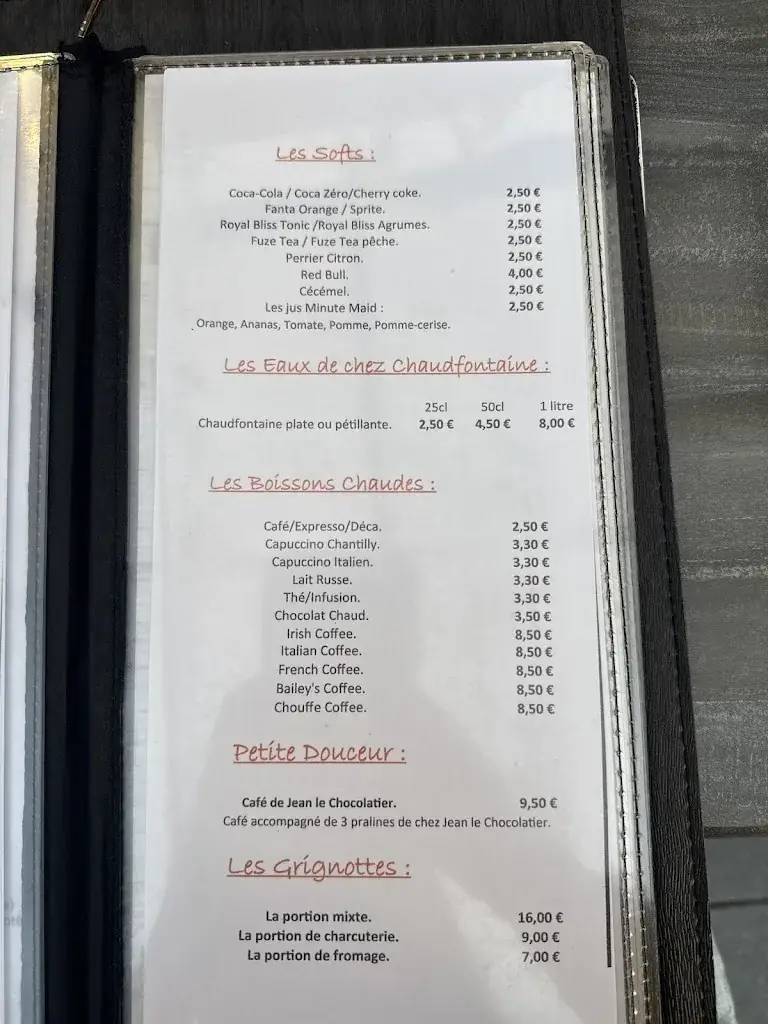 Les Softs :
Coca-Cola / Coca Zéro/Cherry coke. 2,50 €
Fanta Orange / Sprite. 2,50 €
Royal Bliss Tonic /Royal Bliss Agrumes. 2,50 €
Fuze Tea / Fuze Tea pêche. 2,50 €
Perrier Citron. 2,50 €
Red Bull. 4,00 €
Cécémel. 2,50 €
Les jus Minute Maid : 2,50 €
Orange, Ananas, Tomate, Pomme, Pomme-cerise.
Les Eaux de chez Chaudfontaine :
25cl 50cl 1 litre
Chaudfontaine plate ou pétillante. 2,50 € 4,50 € 8,00 €
Les Boissons Chaudes :
Café/Expresso/Déca. 2,50 €
Capuccino Chantilly. 3,30 €
Capuccino Italien. 3,30 €
Lait Russe. 3,30 €
Thé/Infusion. 3,30 €
Chocolat Chaud. 3,50 €
Irish Coffee. 8,50 €
Italian Coffee. 8,50 €
French Coffee. 8,50 €
Bailey's Coffee. 8,50 €
Chouffe Coffee. 8,50 €
Petite Douceur :
Café de Jean le Chocolatier. 9,50 €
Café accompagné de 3 pralines de chez Jean le Chocolatier.
Les Grignottes :
La portion mixte. 16,00 €
La portion de charcuterie. 9,00 €
La portion de fromage. 7,00 €